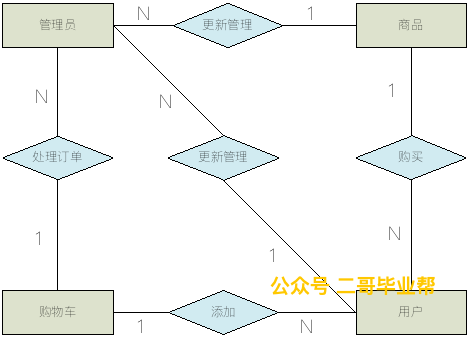 管理员 N 更新管理 1 商品
N N 1
处理订单 更新管理 购买
1 1 N
公众号 二哥毕业帮
购物车 1 添加 N 用户